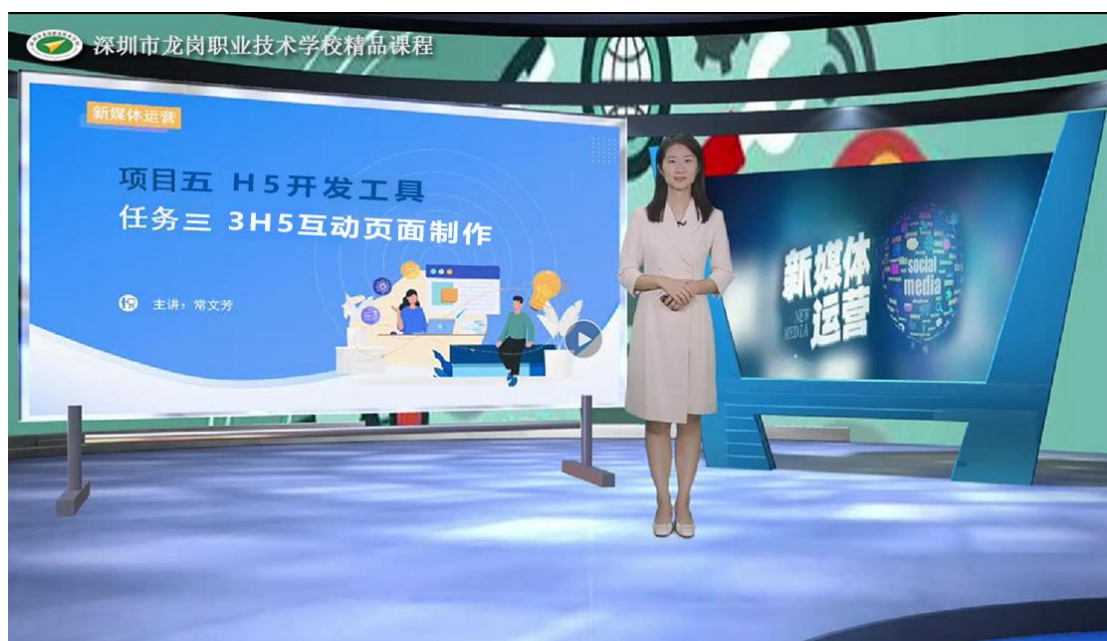 深圳市龙岗职业技术学校精品课程
新媒体运营
项目五 H5开发工具
任务三 3H5互动页面制作
主讲：常文芳
新媒体
运营
NEW
MEDIA
social
media